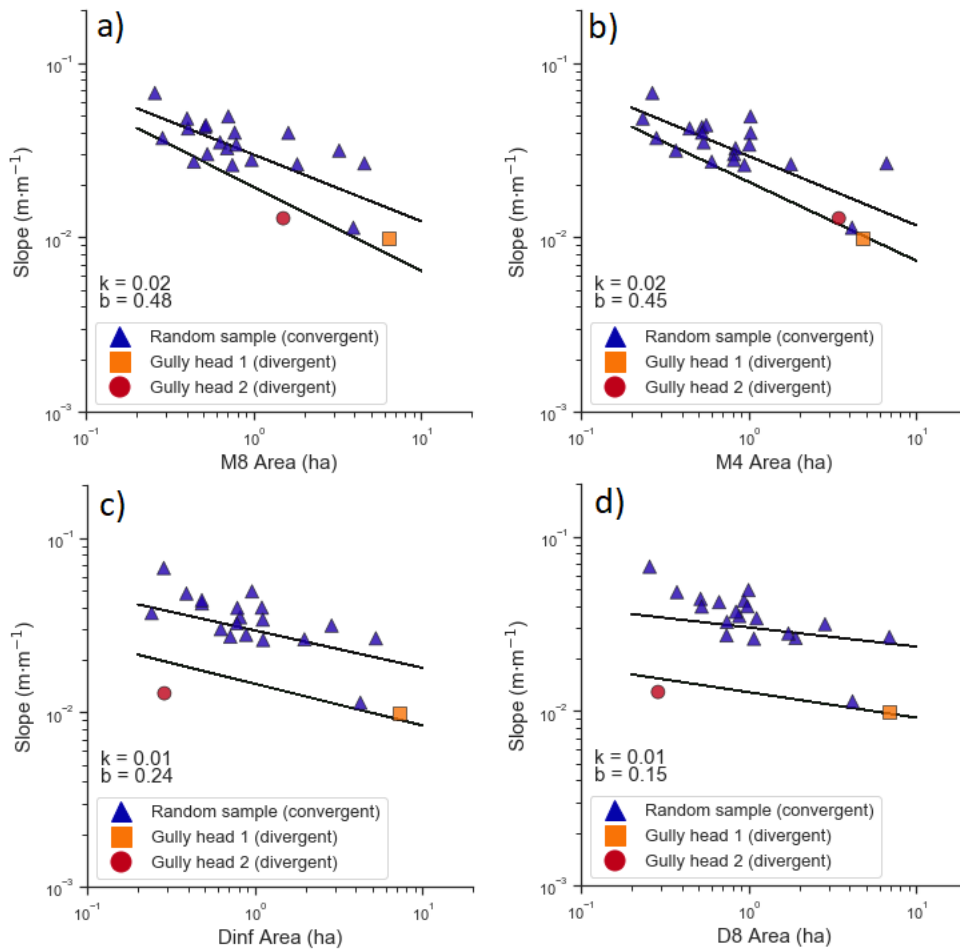 a)
10⁻¹
10⁻²
10⁻³
Slope (m·m⁻¹)
k = 0.02
b = 0.48
Random sample (convergent)
Gully head 1 (divergent)
Gully head 2 (divergent)
10⁻¹ 10⁰ 10¹
M8 Area (ha)
b)
10⁻¹
10⁻²
10⁻³
Slope (m·m⁻¹)
k = 0.02
b = 0.45
Random sample (convergent)
Gully head 1 (divergent)
Gully head 2 (divergent)
10⁻¹ 10⁰ 10¹
M4 Area (ha)
c)
10⁻¹
10⁻²
10⁻³
Slope (m·m⁻¹)
k = 0.01
b = 0.24
Random sample (convergent)
Gully head 1 (divergent)
Gully head 2 (divergent)
10⁻¹ 10⁰ 10¹
Dinf Area (ha)
d)
10⁻¹
10⁻²
10⁻³
Slope (m·m⁻¹)
k = 0.01
b = 0.15
Random sample (convergent)
Gully head 1 (divergent)
Gully head 2 (divergent)
10⁻¹ 10⁰ 10¹
D8 Area (ha)